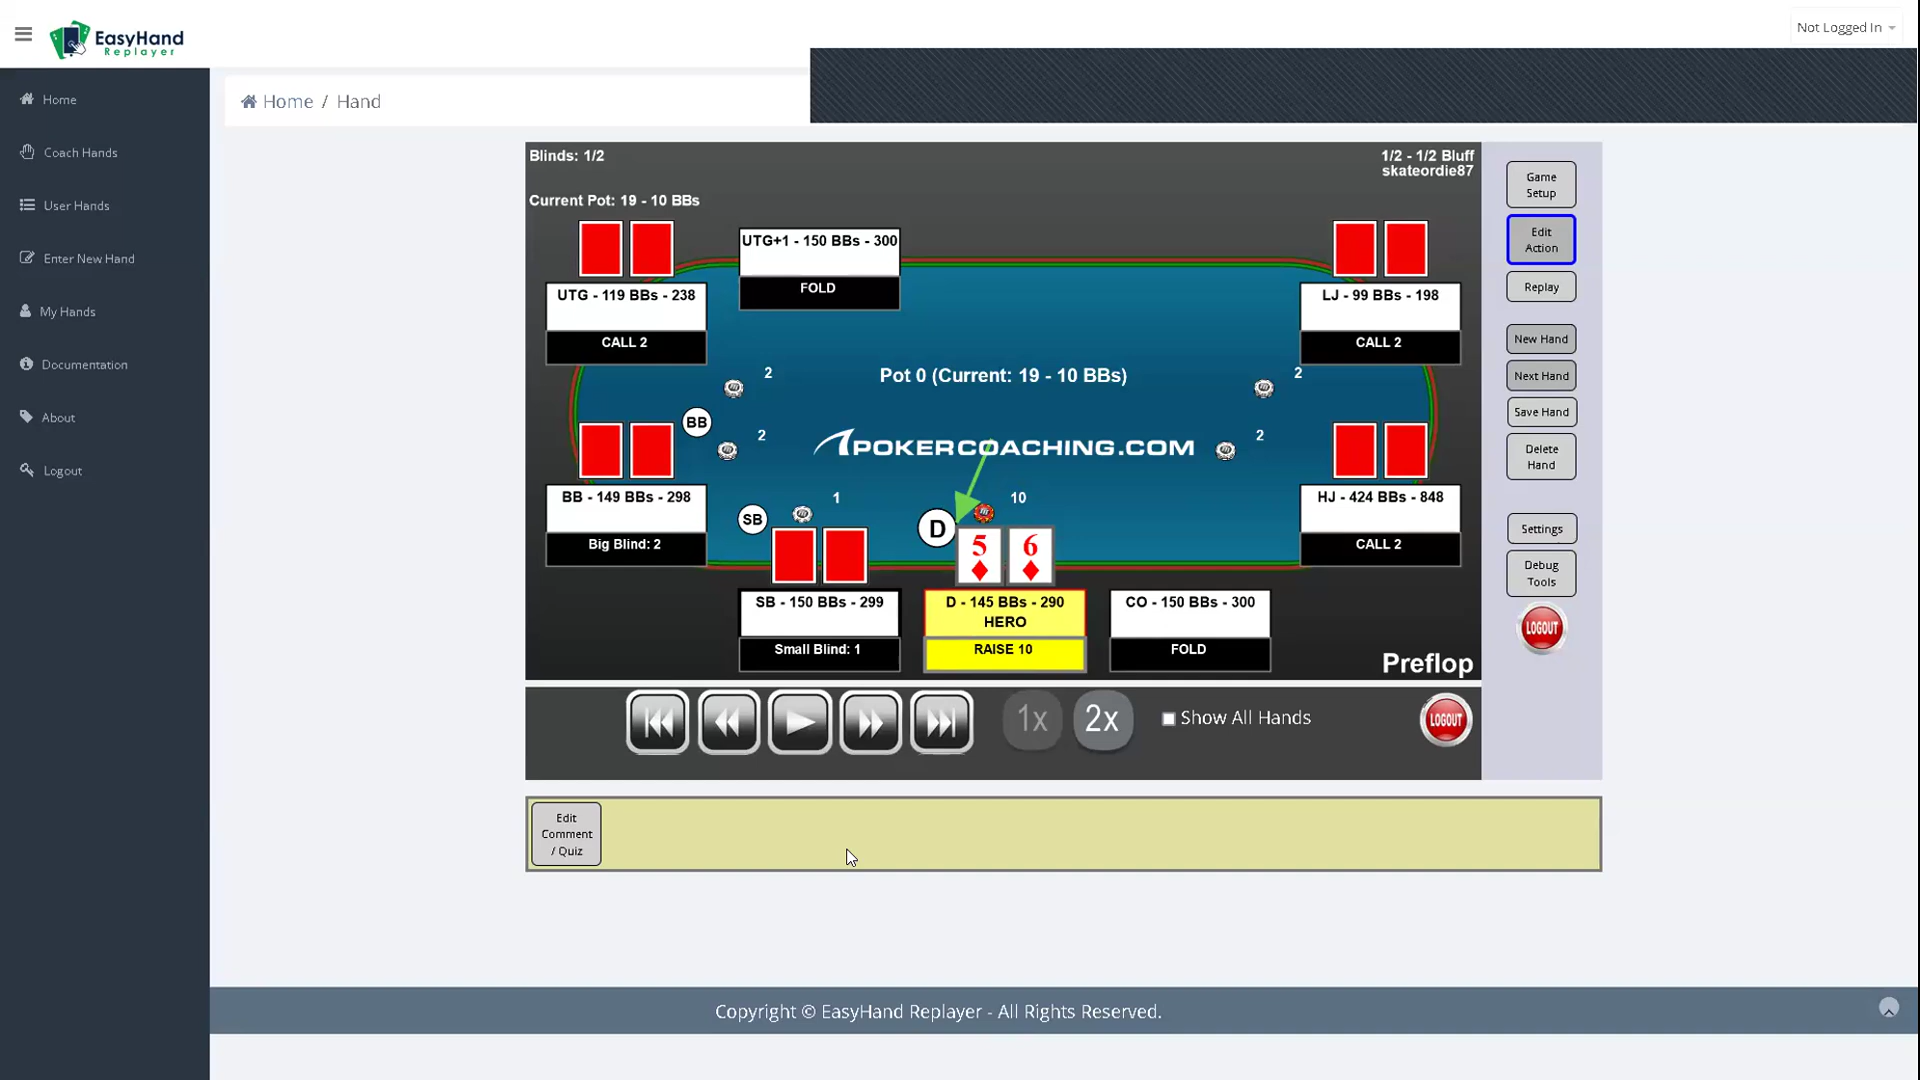 EasyHand
Replayer
Not Logged In
Home
Coach Hands
User Hands
Enter New Hand
My Hands
Documentation
About
Logout
Home / Hand
Blinds: 1/2
1/2 - 1/2 Bluff
skateordie87
Current Pot: 19 - 10 BBs
UTG+1 - 150 BBs - 300
FOLD
UTG - 119 BBs - 238
CALL 2
LJ - 99 BBs - 198
CALL 2
2
2
Pot 0 (Current: 19 - 10 BBs)
BB
2
2
POKERCOACHING.COM
BB - 149 BBs - 298
Big Blind: 2
HJ - 424 BBs - 848
CALL 2
SB
1
D
10
5
6
SB - 150 BBs - 299
Small Blind: 1
D - 145 BBs - 290
HERO
RAISE 10
CO - 150 BBs - 300
FOLD
Preflop
1x
2x
Show All Hands
LOGOUT
Game
Setup
Edit
Action
Replay
New Hand
Next Hand
Save Hand
Delete
Hand
Settings
Debug
Tools
LOGOUT
Edit
Comment
/ Quiz
Copyright © EasyHand Replayer - All Rights Reserved.